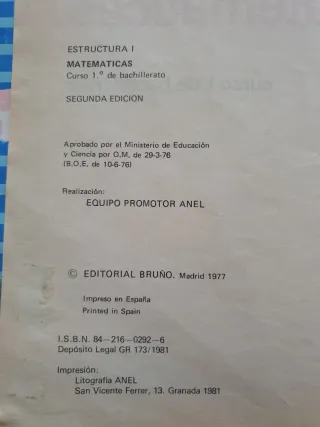 ESTRUCTURA I
MATEMATICAS
Curso 1.º de bachillerato
SEGUNDA EDICION
Aprobado por el Ministerio de Educación
y Ciencia por O,M, de 29-3-76
(B.O,E, de 10-6-76)
Realización:
EQUIPO PROMOTOR ANEL
© EDITORIAL BRUÑO. Madrid 1977
Impreso en España
Printed in Spain
I.S.B.N. 84-216-0292-6
Depósito Legal GR 173/1981
Impresión:
Litografía ANEL
San Vicente Ferrer, 13. Granada 1981